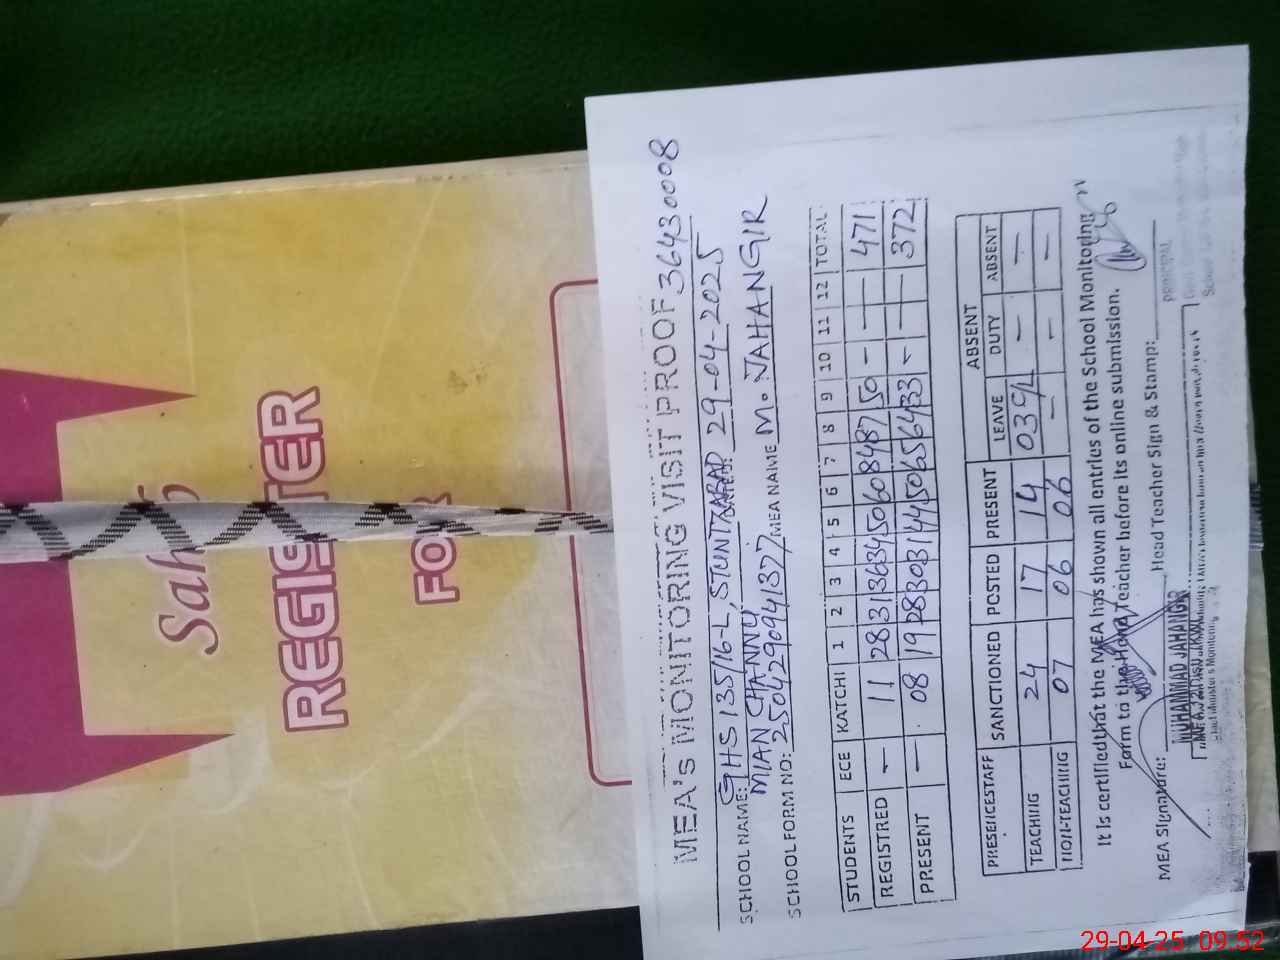 Sahib
REGISTER
FOR
MEA's MONITORING VISIT PROOF 36430008
SCHOOL NAME: GHS 135/16-L, STUNTZABAD 29-04-2025
MIAN CHANNU
SCHOOL FORM NO: 250429094137 MEA NAME M. JAHANGIR
STUDENTS ECE KATCHI 1 2 3 4 5 6 7 8 9 10 11 12 TOTAL
REGISTRED - 11 28 31 36 34 50 60 84 87 50 - - - 471
PRESENT - 08 19 28 30 31 44 50 65 64 33 - - - 372
ABSENT
PRESENCE STAFF SANCTIONED POSTED PRESENT LEAVE DUTY ABSENT
TEACHING 24 17 14 03 C/L - -
NON-TEACHING 07 06 06 - - -
It is certified that the MEA has shown all entries of the School Monitoring
Form to the Head Teacher before its online submission.
MEA Signature: Head Teacher Sign & Stamp:
PRINCIPAL
MUHAMMAD JAHANGIR
29-04-25 09:52